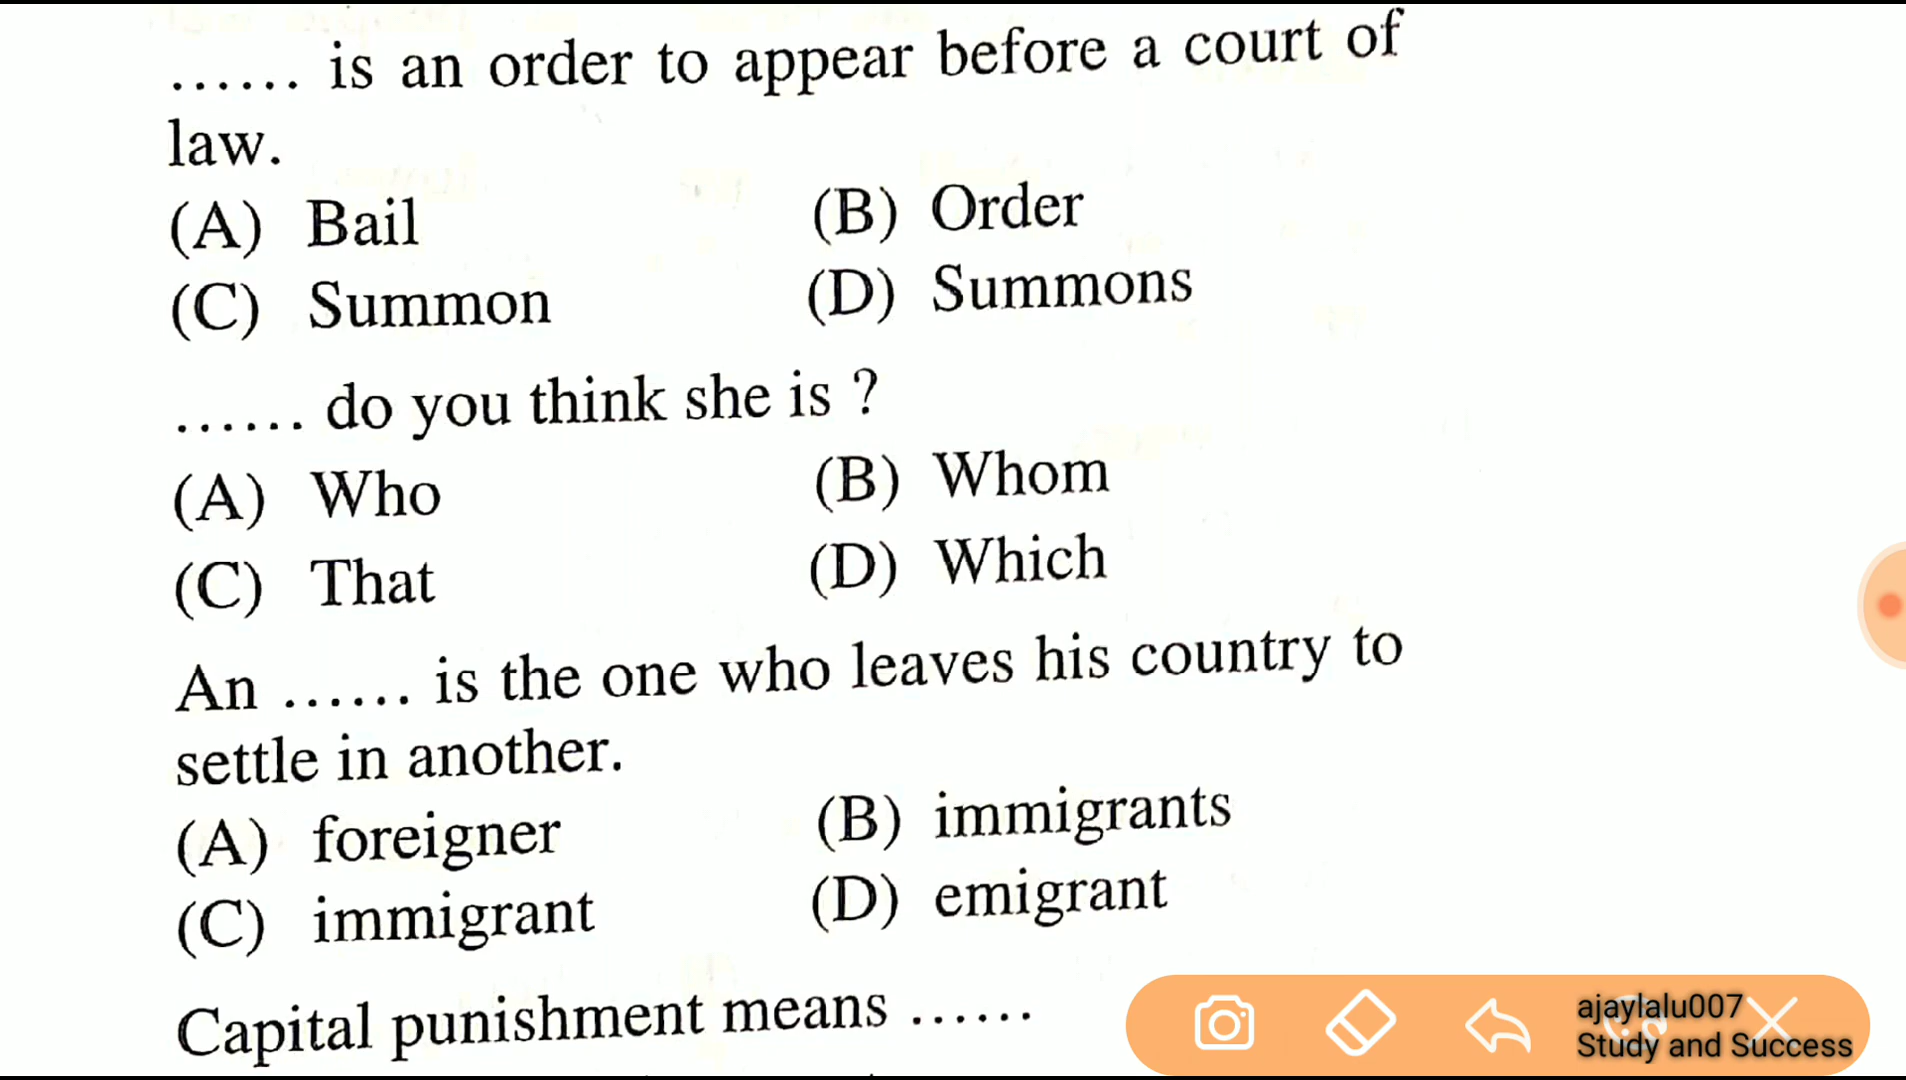 ...... is an order to appear before a court of
law.
(A) Bail (B) Order
(C) Summon (D) Summons
...... do you think she is ?
(A) Who (B) Whom
(C) That (D) Which
An ...... is the one who leaves his country to
settle in another.
(A) foreigner (B) immigrants
(C) immigrant (D) emigrant
Capital punishment means ......
ajaylalu007
Study and Success